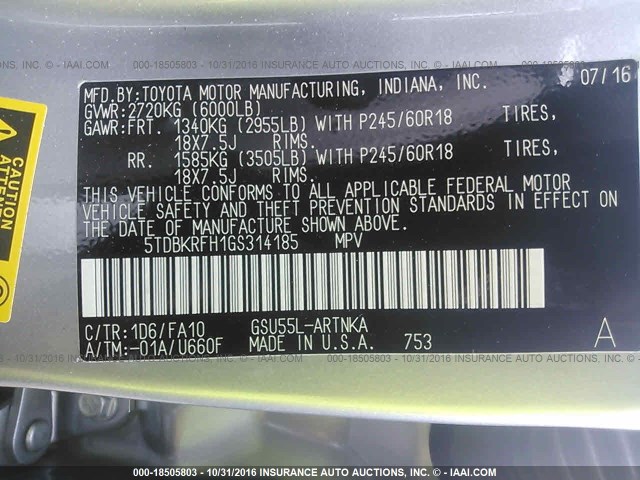 000-18505803 - 10/31/2016 INSURANCE AUTO AUCTIONS, INC. © - IAAI.COM
MFD.BY:TOYOTA MOTOR MANUFACTURING, INDIANA, INC. 07/16
GVWR:2720KG (6000LB)
GAWR:FRT. 1340KG (2955LB) WITH P245/60R18 TIRES,
18X7.5J RIMS.
RR. 1585KG (3505LB) WITH P245/60R18 TIRES,
18X7.5J RIMS.
THIS VEHICLE CONFORMS TO ALL APPLICABLE FEDERAL MOTOR
VEHICLE SAFETY AND THEFT PREVENTION STANDARDS IN EFFECT ON
THE DATE OF MANUFACTURE SHOWN ABOVE.
5TDBKRFH1GS314185 MPV
C/TR:1D6/FA10 GSU55L-ARTNKA
A/TM:-01A/U660F MADE IN U.S.A. 753 A
CAUTION
000-18505803 - 10/31/2016 INSURANCE AUTO AUCTIONS, INC. © - IAAI.COM
000-18505803 - 10/31/2016 INSURANCE AUTO AUCTIONS, INC. © - IAAI.COM